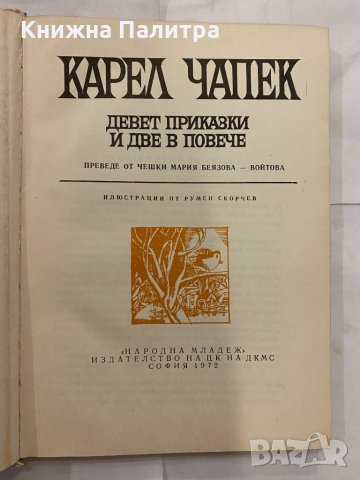 Книжна Палитра
КАРЕЛ ЧАПЕК
ДЕВЕТ ПРИКАЗКИ
И ДВЕ В ПОВЕЧЕ
ПРЕВЕДЕ ОТ ЧЕШКИ МАРИЯ БЕЯЗОВА — ВОЙТОВА
ИЛЮСТРАЦИИ ОТ РУМЕН СКОРЧЕВ
«НАРОДНА МЛАДЕЖ»
ИЗДАТЕЛСТВО НА ЦК НА ДКМС
СОФИЯ 1972
BAZAR